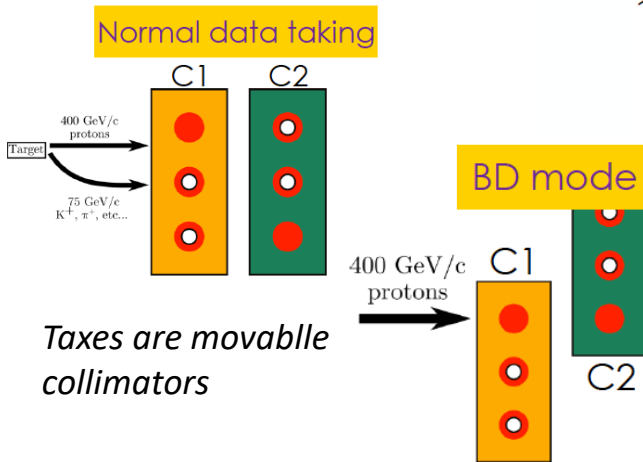 Normal data taking
C1 C2
400 GeV/c
protons
Target
75 GeV/c
K+, π+, etc...
BD mode
400 GeV/c
protons
C1
C2
Taxes are movablle
collimators